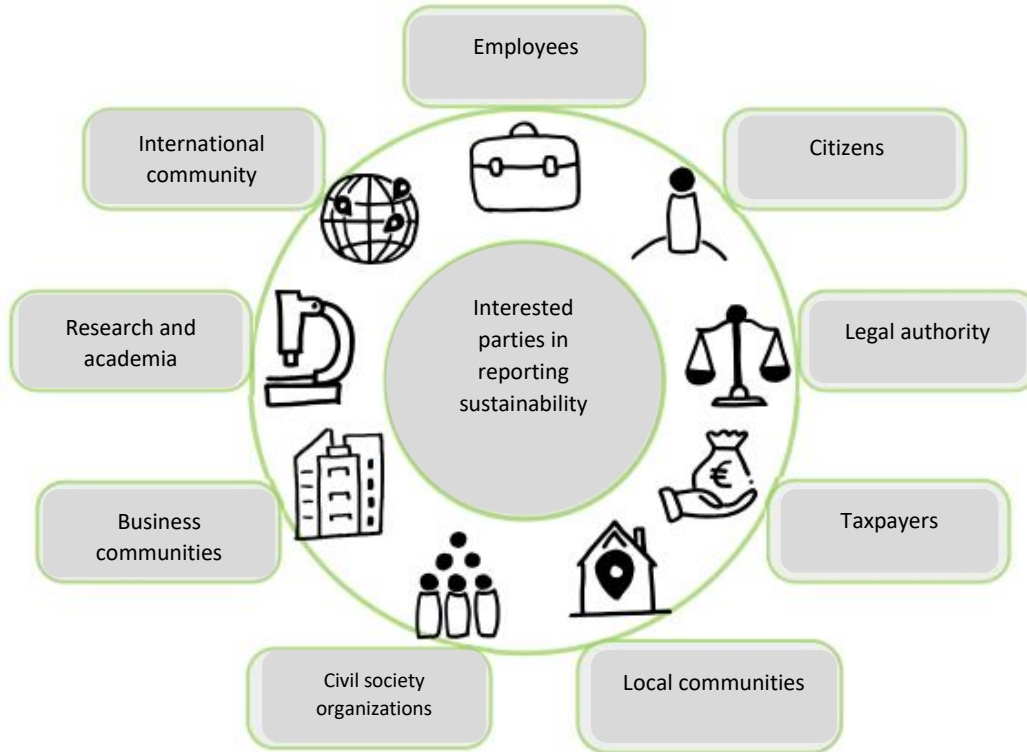 Employees
International
community
Citizens
Interested
parties in
reporting
sustainability
Research and
academia
Legal authority
€
Business
communities
Taxpayers
Civil society
organizations
Local communities